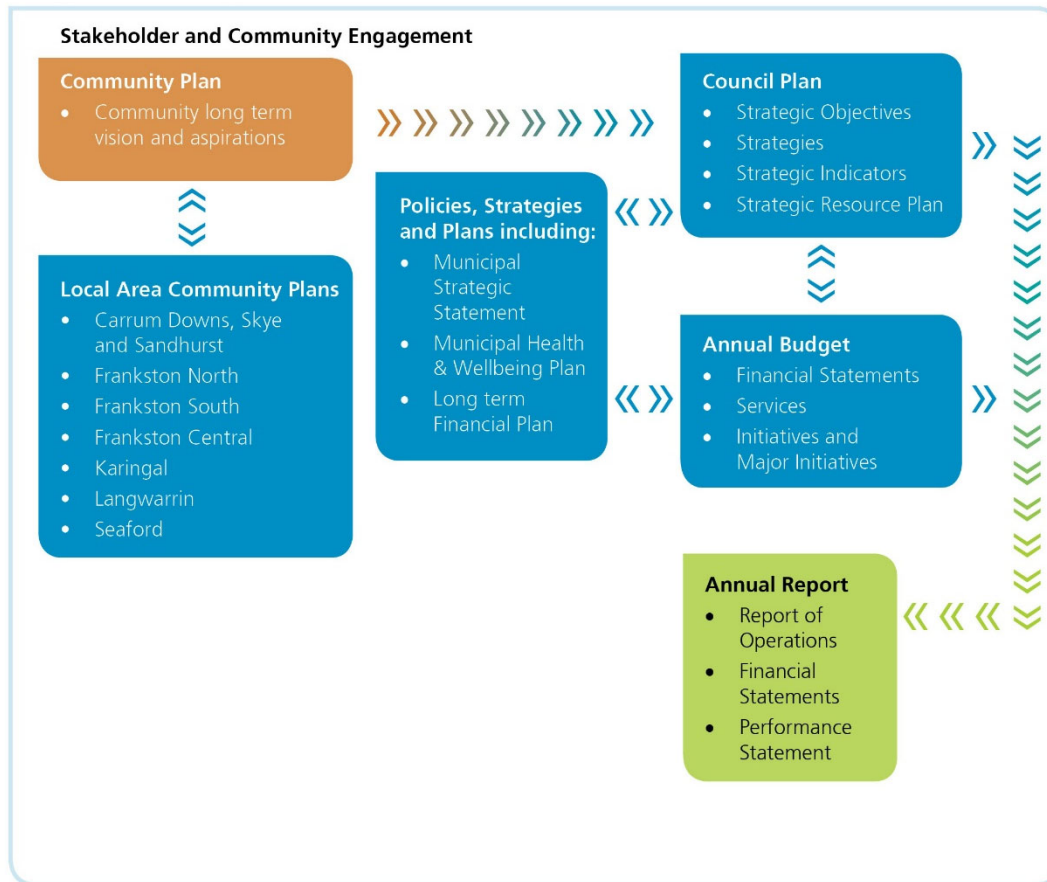 Stakeholder and Community Engagement
Community Plan
• Community long term
vision and aspirations
Council Plan
• Strategic Objectives
• Strategies
• Strategic Indicators
• Strategic Resource Plan
Policies, Strategies
and Plans including:
• Municipal
Strategic
Statement
• Municipal Health
& Wellbeing Plan
• Long term
Financial Plan
Local Area Community Plans
• Carrum Downs, Skye
and Sandhurst
• Frankston North
• Frankston South
• Frankston Central
• Karingal
• Langwarrin
• Seaford
Annual Budget
• Financial Statements
• Services
• Initiatives and
Major Initiatives
Annual Report
• Report of
Operations
• Financial
Statements
• Performance
Statement